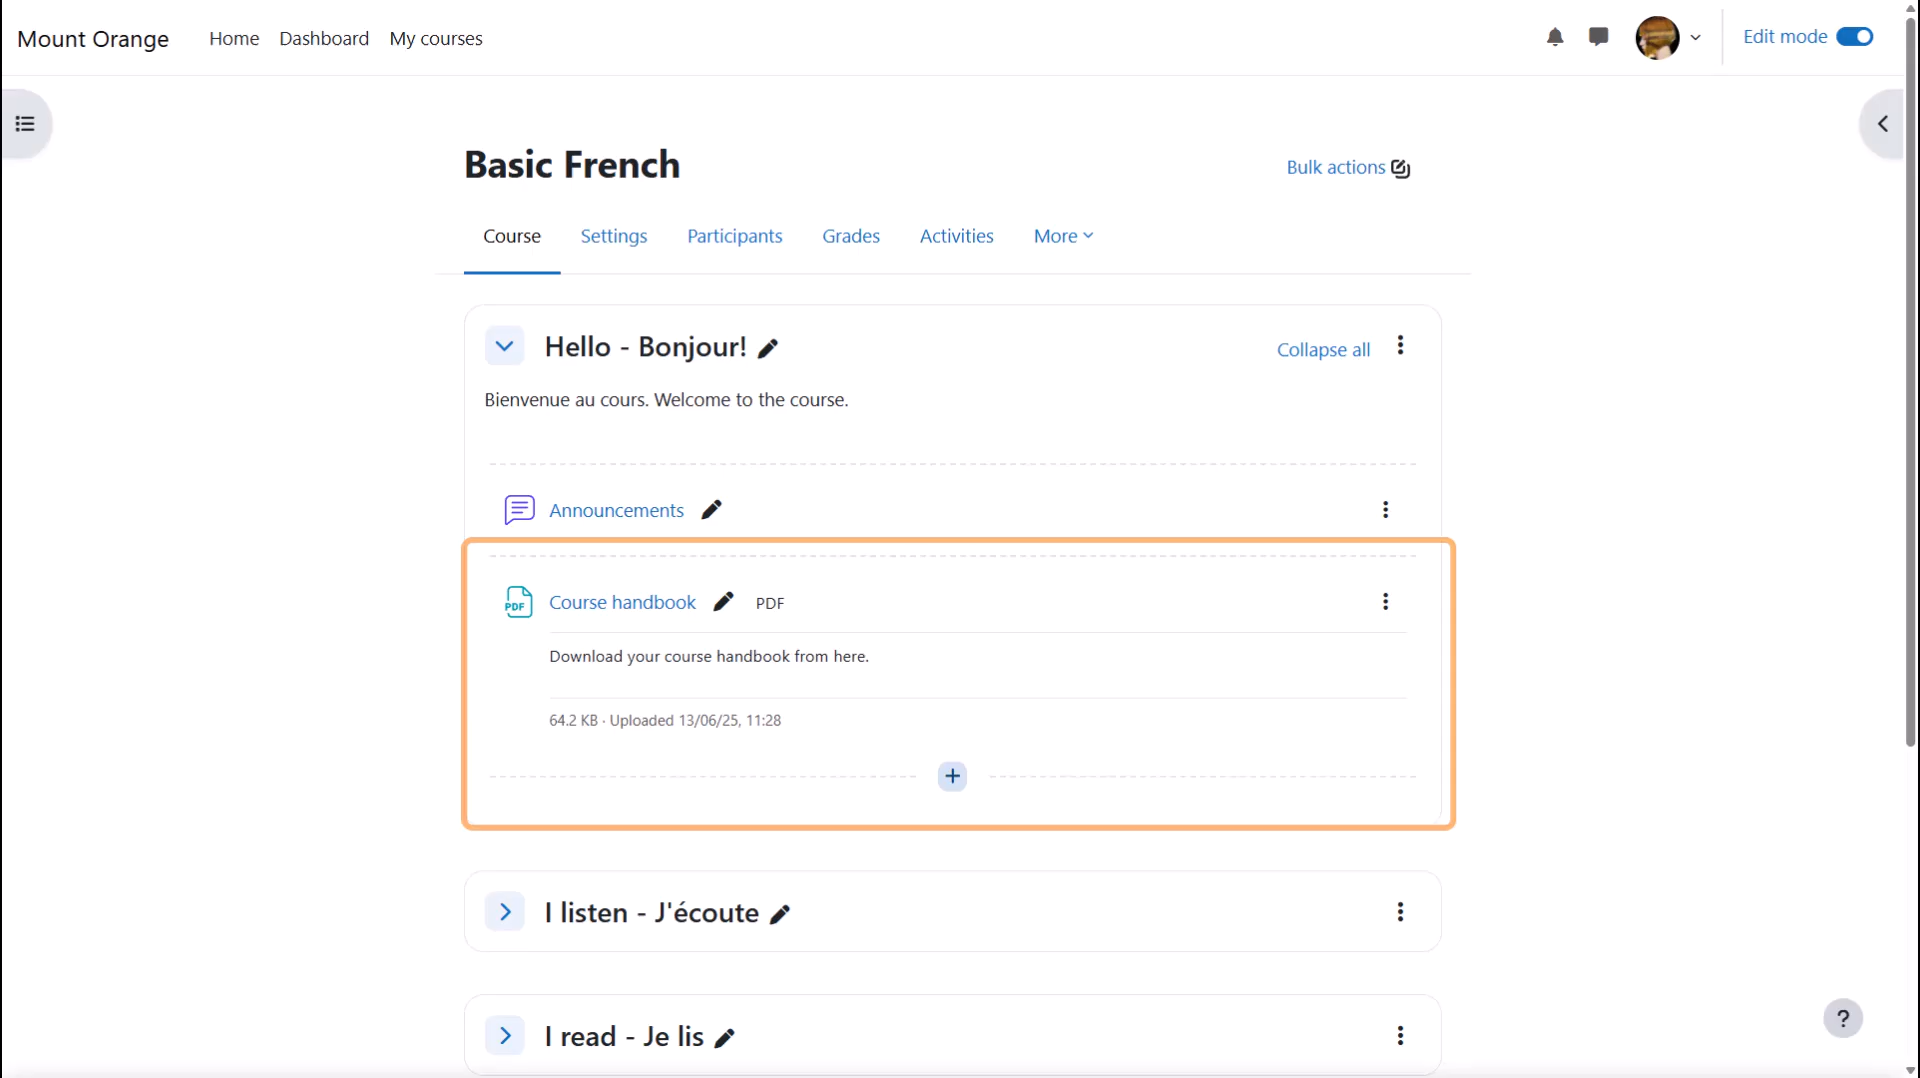 Mount Orange Home Dashboard My courses Edit mode
Basic French
Bulk actions
Course Settings Participants Grades Activities More
Hello - Bonjour!
Collapse all
Bienvenue au cours. Welcome to the course.
Announcements
PDF Course handbook PDF
Download your course handbook from here.
64.2 KB · Uploaded 13/06/25, 11:28
+
I listen - J'écoute
?
I read - Je lis